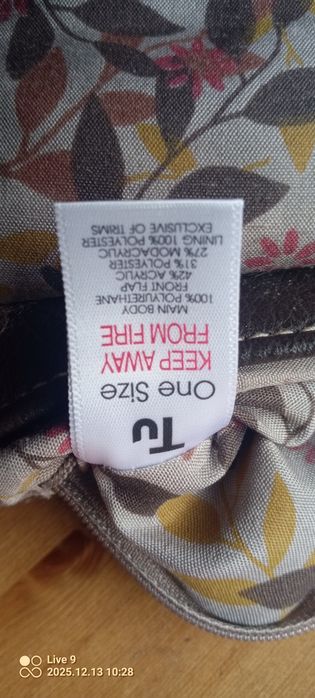 Tu
One Size
KEEP AWAY
FROM FIRE
MAIN BODY
100% POLYURETHANE
FRONT FLAP
42% ACRYLIC
31% POLYESTER
27% MODACRYLIC
LINING 100% POLYESTER
EXCLUSIVE OF TRIMS
Live 9
2025.12.13 10:28